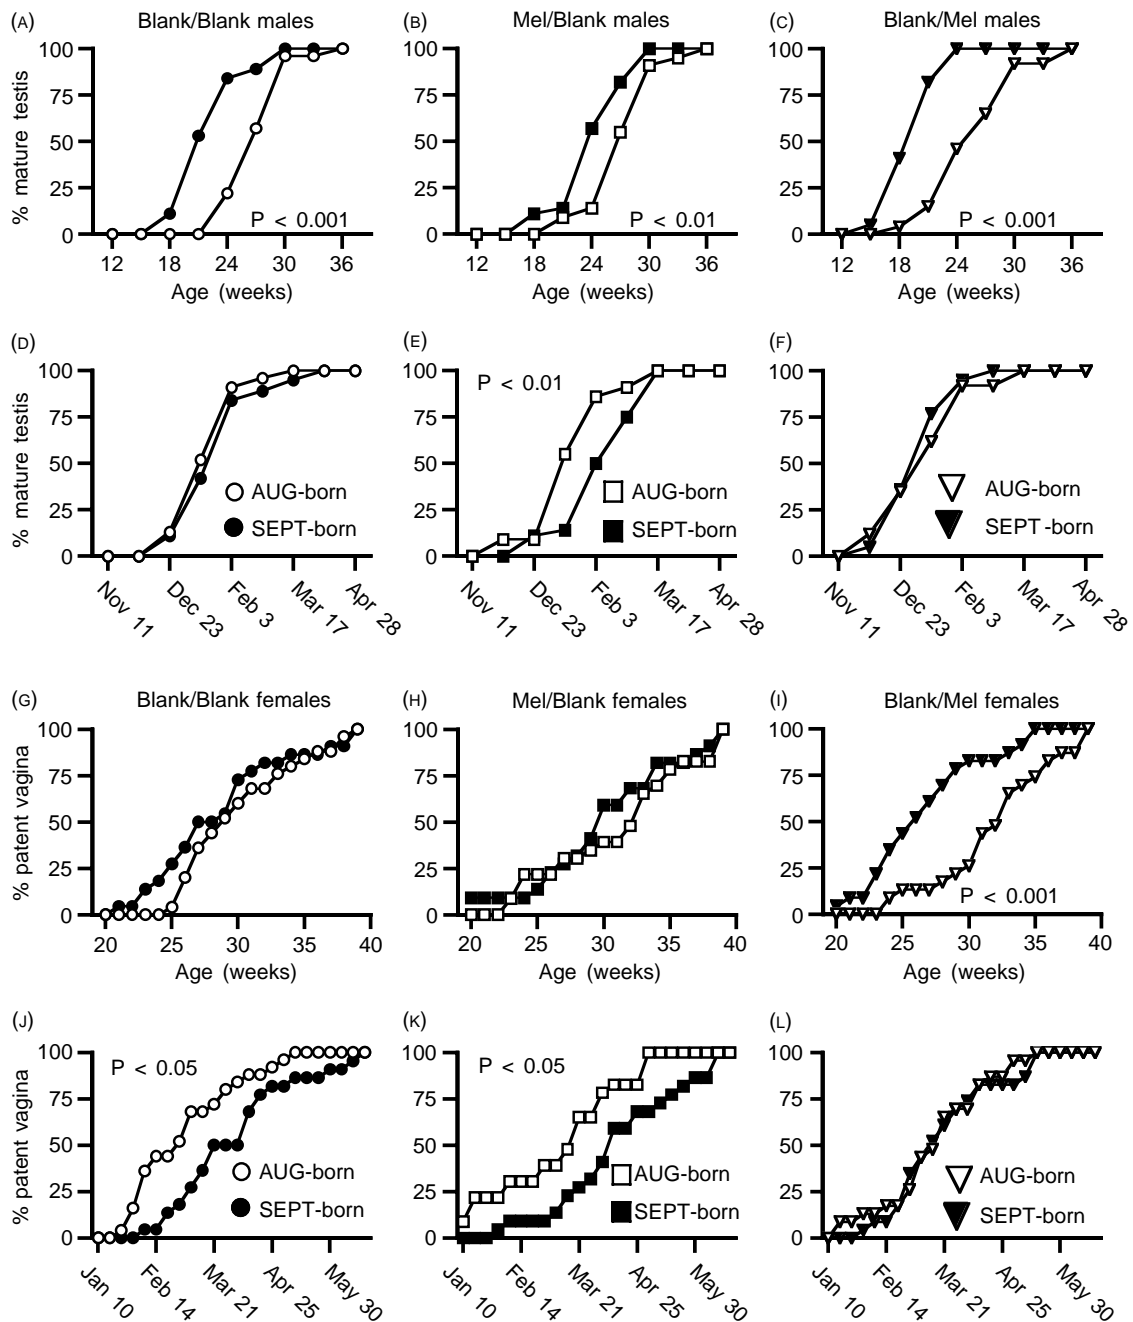 (A) Blank/Blank males
100
75
50
25
0
% mature testis
P < 0.001
12 18 24 30 36
Age (weeks)
(B) Mel/Blank males
100
75
50
25
0
P < 0.01
12 18 24 30 36
Age (weeks)
(C) Blank/Mel males
100
75
50
25
0
P < 0.001
12 18 24 30 36
Age (weeks)
(D)
100
75
50
25
0
% mature testis
AUG-born
SEPT-born
Nov 11 Dec 23 Feb 3 Mar 17 Apr 28
(E)
100
75
50
25
0
P < 0.01
AUG-born
SEPT-born
Nov 11 Dec 23 Feb 3 Mar 17 Apr 28
(F)
100
75
50
25
0
AUG-born
SEPT-born
Nov 11 Dec 23 Feb 3 Mar 17 Apr 28
(G) Blank/Blank females
100
75
50
25
0
% patent vagina
20 25 30 35 40
Age (weeks)
(H) Mel/Blank females
100
75
50
25
0
20 25 30 35 40
Age (weeks)
(I) Blank/Mel females
100
75
50
25
0
P < 0.001
20 25 30 35 40
Age (weeks)
(J)
100
75
50
25
0
% patent vagina
P < 0.05
AUG-born
SEPT-born
Jan 10 Feb 14 Mar 21 Apr 25 May 30
(K)
100
75
50
25
0
P < 0.05
AUG-born
SEPT-born
Jan 10 Feb 14 Mar 21 Apr 25 May 30
(L)
100
75
50
25
0
AUG-born
SEPT-born
Jan 10 Feb 14 Mar 21 Apr 25 May 30